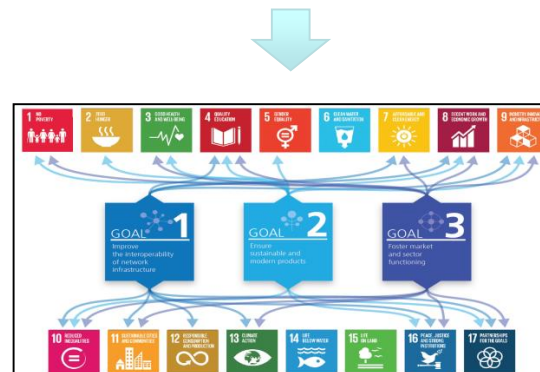 1 NO
POVERTY
2 ZERO
HUNGER
3 GOOD HEALTH
AND WELL-BEING
4 QUALITY
EDUCATION
5 GENDER
EQUALITY
6 CLEAN WATER
AND SANITATION
7 AFFORDABLE AND
CLEAN ENERGY
8 DECENT WORK AND
ECONOMIC GROWTH
9 INDUSTRY, INNOV
AND INFRASTRUCT
GOAL 1
Improve
the interoperability
of network
infrastructure
GOAL 2
Ensure
sustainable and
modern products
GOAL 3
Foster market
and sector
functioning
10 REDUCED
INEQUALITIES
11 SUSTAINABLE CITIES
AND COMMUNITIES
12 RESPONSIBLE
CONSUMPTION
AND PRODUCTION
13 CLIMATE
ACTION
14 LIFE
BELOW WATER
15 LIFE
ON LAND
16 PEACE, JUSTICE
AND STRONG
INSTITUTIONS
17 PARTNERSHIPS
FOR THE GOALS